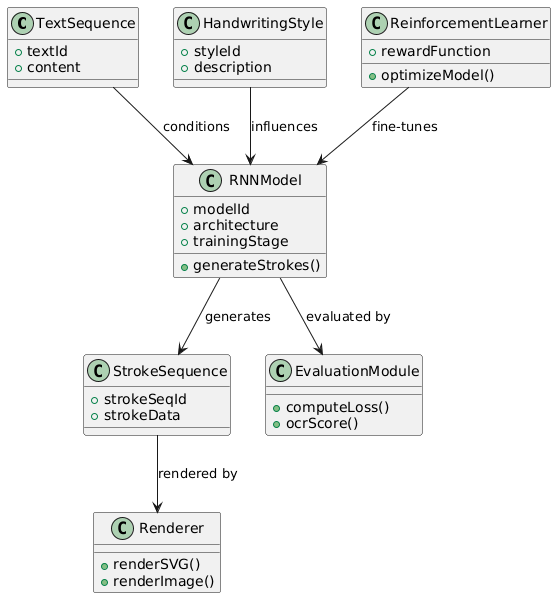 C TextSequence
textId
content
C HandwritingStyle
styleId
description
C ReinforcementLearner
rewardFunction
optimizeModel()
conditions
influences
fine-tunes
C RNNModel
modelId
architecture
trainingStage
generateStrokes()
generates
evaluated by
C StrokeSequence
strokeSeqId
strokeData
C EvaluationModule
computeLoss()
ocrScore()
rendered by
C Renderer
renderSVG()
renderImage()